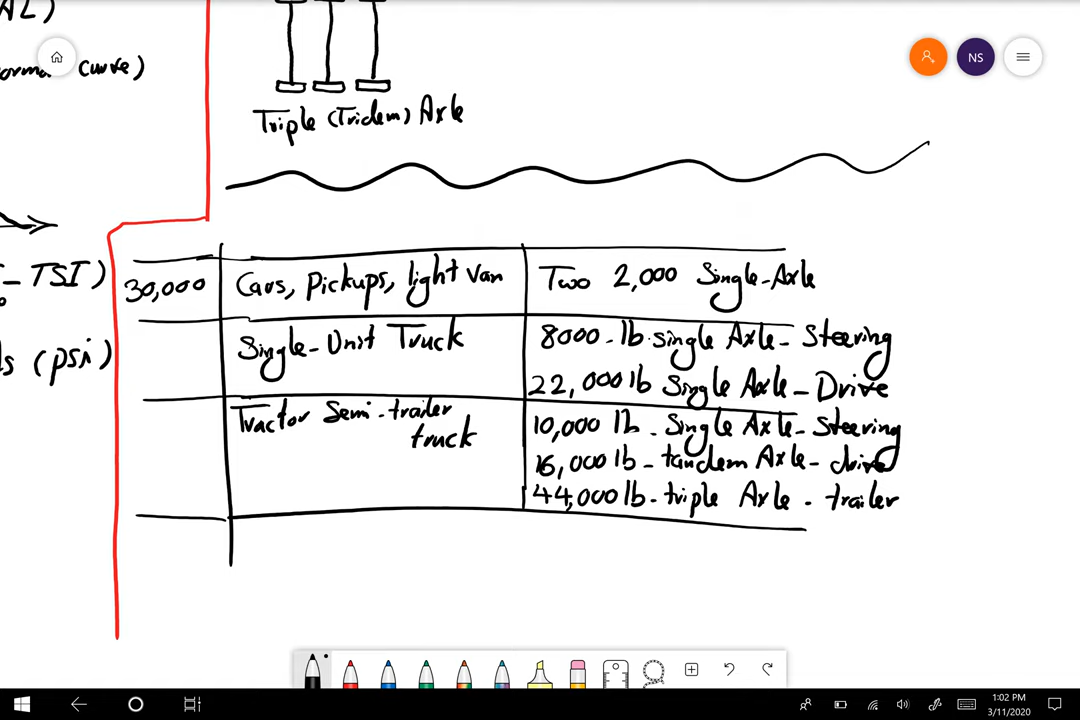 AL)
NS
curve)
Triple (Tridem) Axle
TSI)
(psi)
30,000 Cars, pickups, light van Two 2,000 Single-Axle
Single-Unit Truck 8000-lb. single Axle-Steering
22,000 lb Single Axle-Drive
Tractor Semi-trailer truck 10,000 lb - Single Axle-Steering
16,000 lb - tandem Axle - drive
44,000 lb - triple Axle - trailer
1:02 PM
3/11/2020